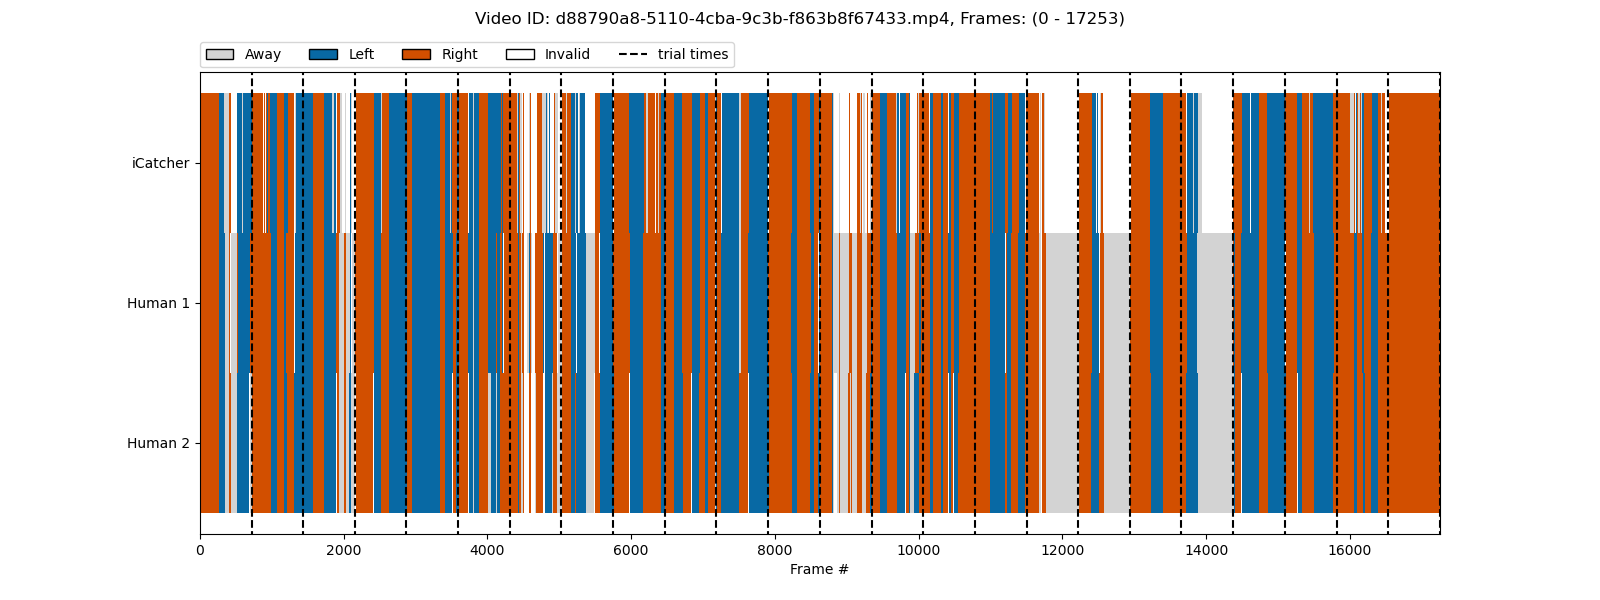 Video ID: d88790a8-5110-4cba-9c3b-f863b8f67433.mp4, Frames: (0 - 17253)
Away Left Right Invalid trial times
iCatcher
Human 1
Human 2
0 2000 4000 6000 8000 10000 12000 14000 16000
Frame #